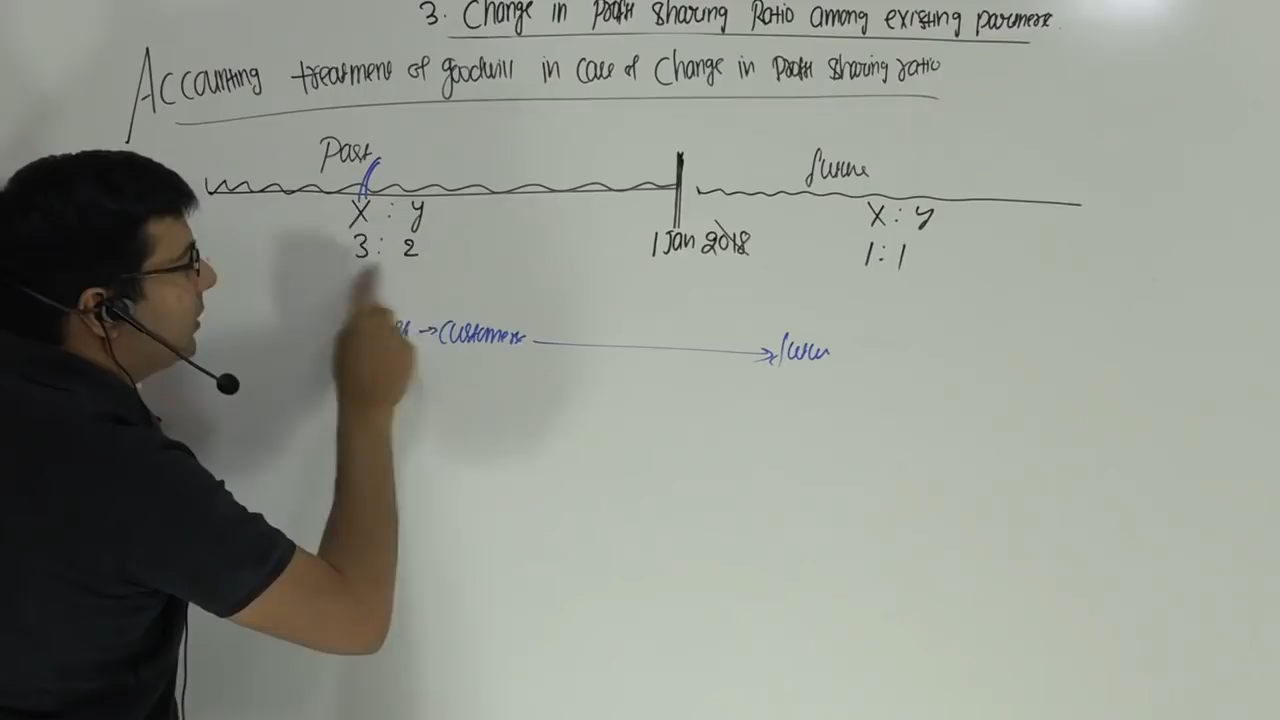 3. Change in Profit Sharing Ratio among existing partners.
Accounting treatment of goodwill in case of Change in Profit Sharing ratio
Past
Future
X : Y
X : Y
3 : 2
1 Jan 2018
1 : 1
→ Customers
Future